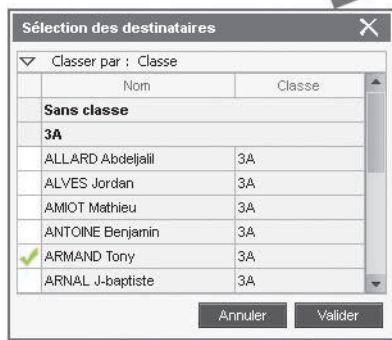 Sélection des destinataires
Classer par : Classe
Nom Classe
Sans classe
3A
ALLARD Abdeljalil 3A
ALVES Jordan 3A
AMIOT Mathieu 3A
ANTOINE Benjamin 3A
ARMAND Tony 3A
ARNAL J-baptiste 3A
Annuler Valider